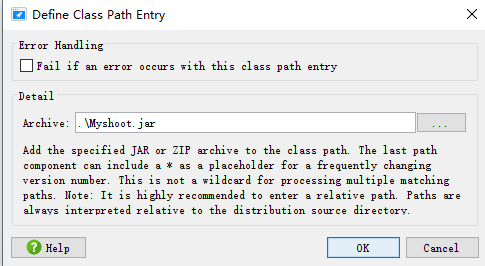 Define Class Path Entry
Error Handling
Fail if an error occurs with this class path entry
Detail
Archive: .\Myshoot.jar ...
Add the specified JAR or ZIP archive to the class path. The last path
component can include a * as a placeholder for a frequently changing
version number. This is not a wildcard for processing multiple matching
paths. Note: It is highly recommended to enter a relative path. Paths are
always interpreted relative to the distribution source directory.
Help OK Cancel